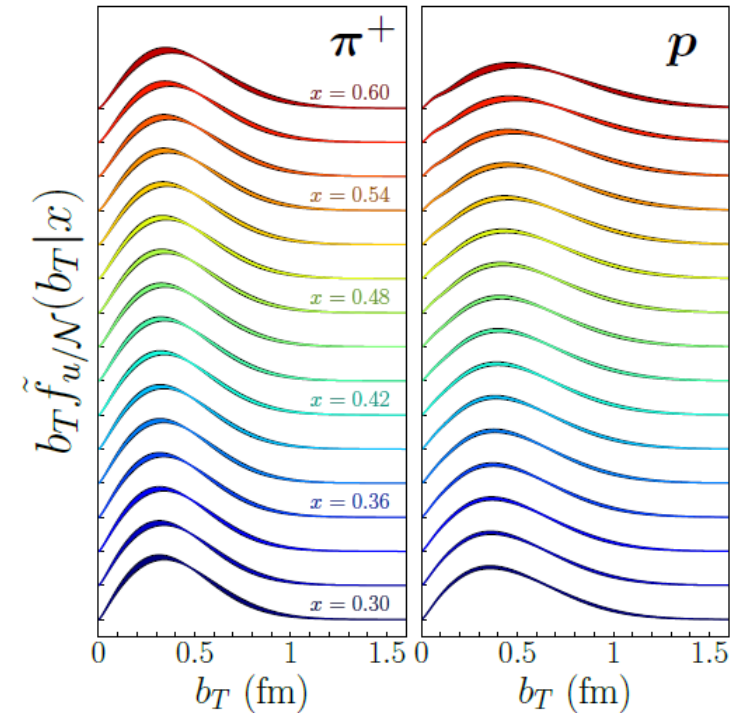 π⁺
p
x = 0.60
x = 0.54
x = 0.48
x = 0.42
x = 0.36
x = 0.30
b_T f̃_{u/𝒩}(b_T|x)
0 0.5 1 1.5 0 0.5 1 1.5
b_T (fm) b_T (fm)